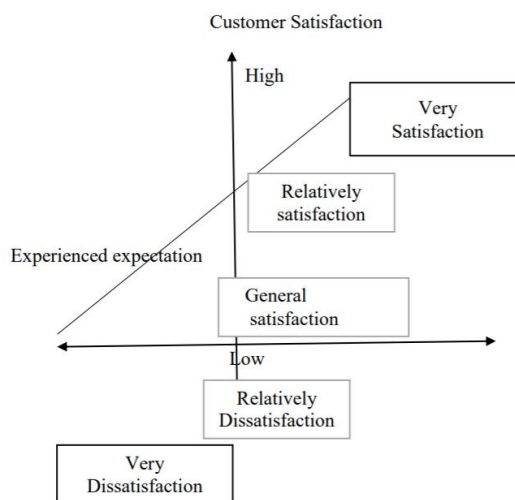 Customer Satisfaction
High
Very
Satisfaction
Relatively
satisfaction
Experienced expectation
General
satisfaction
Low
Relatively
Dissatisfaction
Very
Dissatisfaction